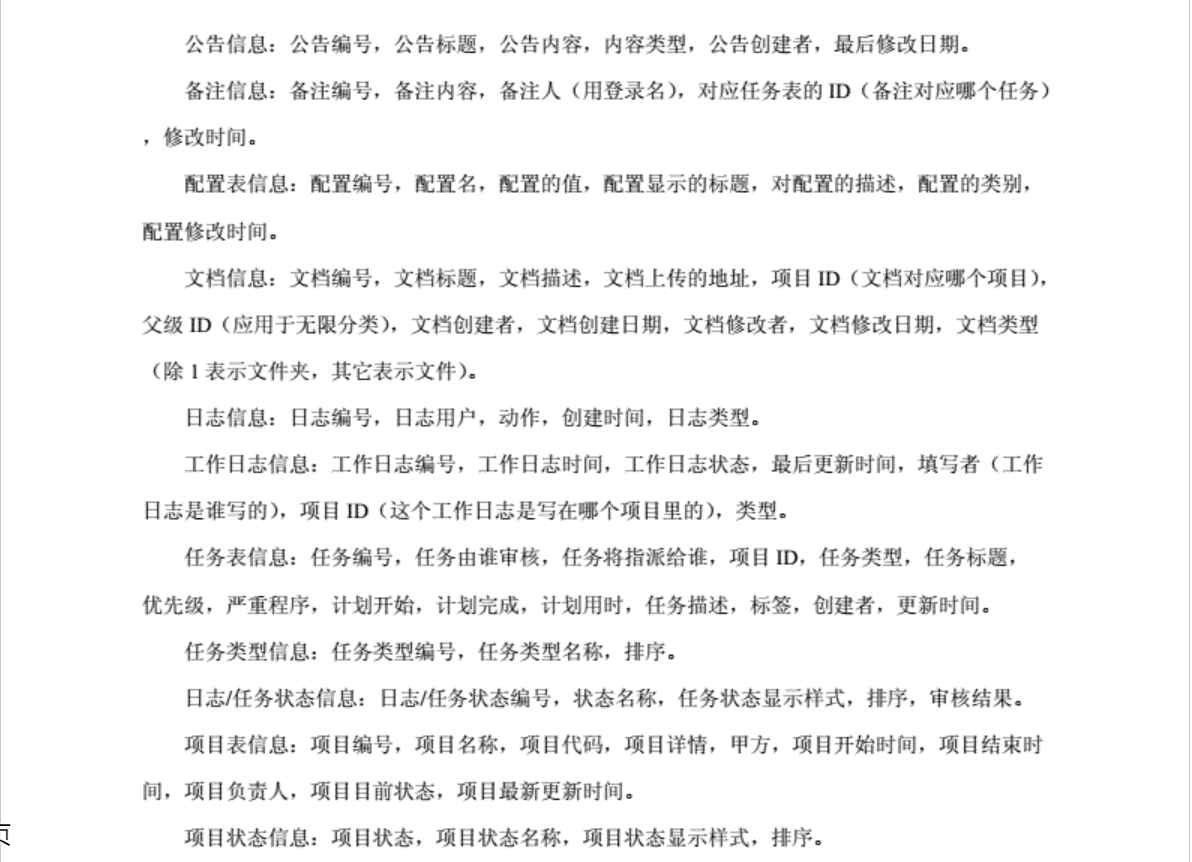 公告信息：公告编号，公告标题，公告内容，内容类型，公告创建者，最后修改日期。
备注信息：备注编号，备注内容，备注人（用登录名），对应任务表的 ID（备注对应哪个任务）
，修改时间。
配置表信息：配置编号，配置名，配置的值，配置显示的标题，对配置的描述，配置的类别，
配置修改时间。
文档信息：文档编号，文档标题，文档描述，文档上传的地址，项目 ID（文档对应哪个项目），
父级 ID（应用于无限分类），文档创建者，文档创建日期，文档修改者，文档修改日期，文档类型
（除 1 表示文件夹，其它表示文件）。
日志信息：日志编号，日志用户，动作，创建时间，日志类型。
工作日志信息：工作日志编号，工作日志时间，工作日志状态，最后更新时间，填写者（工作
日志是谁写的），项目 ID（这个工作日志是写在哪个项目里的），类型。
任务表信息：任务编号，任务由谁审核，任务将指派给谁，项目 ID，任务类型，任务标题，
优先级，严重程序，计划开始，计划完成，计划用时，任务描述，标签，创建者，更新时间。
任务类型信息：任务类型编号，任务类型名称，排序。
日志/任务状态信息：日志/任务状态编号，状态名称，任务状态显示样式，排序，审核结果。
项目表信息：项目编号，项目名称，项目代码，项目详情，甲方，项目开始时间，项目结束时
间，项目负责人，项目目前状态，项目最新更新时间。
项目状态信息：项目状态，项目状态名称，项目状态显示样式，排序。